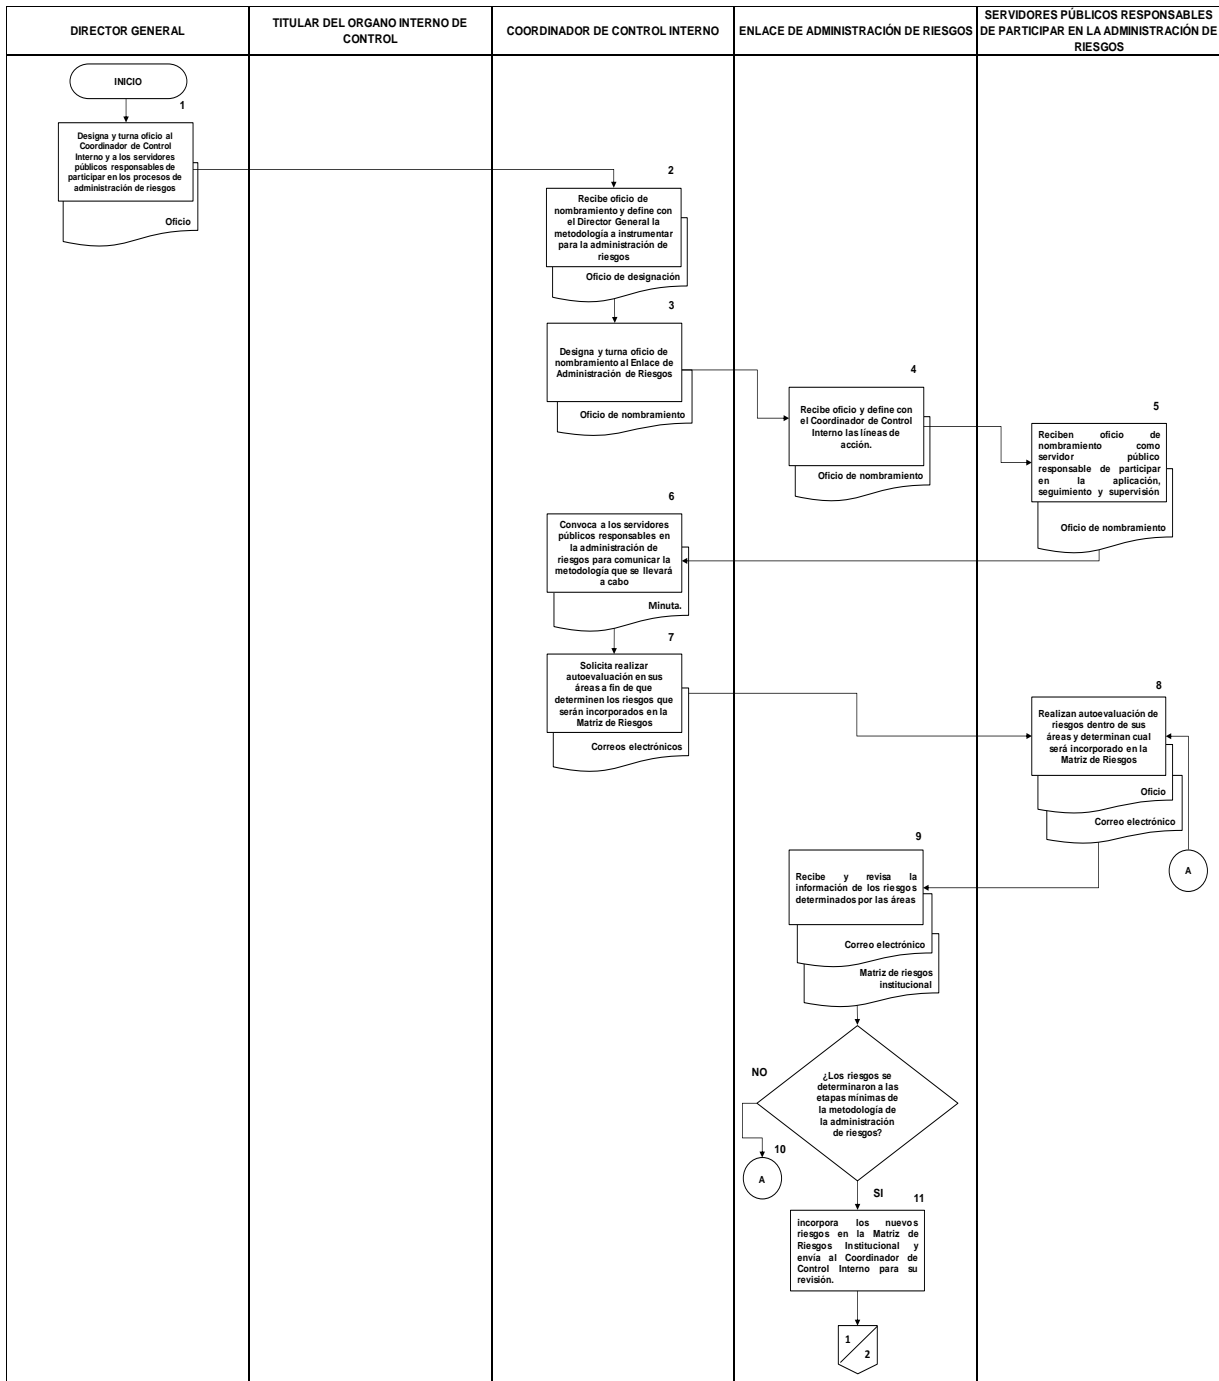 DIRECTOR GENERAL
TITULAR DEL ORGANO INTERNO DE
CONTROL
COORDINADOR DE CONTROL INTERNO
ENLACE DE ADMINISTRACIÓN DE RIESGOS
SERVIDORES PÚBLICOS RESPONSABLES
DE PARTICIPAR EN LA ADMINISTRACIÓN DE
RIESGOS
INICIO
1
Designa y turna oficio al
Coordinador de Control
Interno y a los servidores
públicos responsables de
participar en los procesos de
administración de riesgos
Oficio
2
Recibe oficio de
nombramiento y define con
el Director General la
metodología a instrumentar
para la administración de
riesgos
Oficio de designación
3
Designa y turna oficio de
nombramiento al Enlace de
Administración de Riesgos
Oficio de nombramiento
4
Recibe oficio y define con
el Coordinador de Control
Interno las líneas de
acción.
Oficio de nombramiento
5
Reciben oficio de
nombramiento como
servidor público
responsable de participar
en la aplicación,
seguimiento y supervisión
Oficio de nombramiento
6
Convoca a los servidores
públicos responsables en
la administración de
riesgos para comunicar la
metodología que se llevará
a cabo
Minuta.
7
Solicita realizar
autoevaluación en sus
áreas a fin de que
determinen los riesgos que
serán incorporados en la
Matriz de Riesgos
Correos electrónicos
8
Realizan autoevaluación de
riesgos dentro de sus
áreas y determinan cual
será incorporado en la
Matriz de Riesgos
Oficio
Correo electrónico
A
9
Recibe y revisa la
información de los riesgos
determinados por las áreas
Correo electrónico
Matriz de riesgos
institucional
¿Los riesgos se
determinaron a las
etapas mínimas de
la metodología de
la administración
de riesgos?
NO
10
A
SI
11
incorpora los nuevos
riesgos en la Matriz de
Riesgos Institucional y
envía al Coordinador de
Control Interno para su
revisión.
1
2